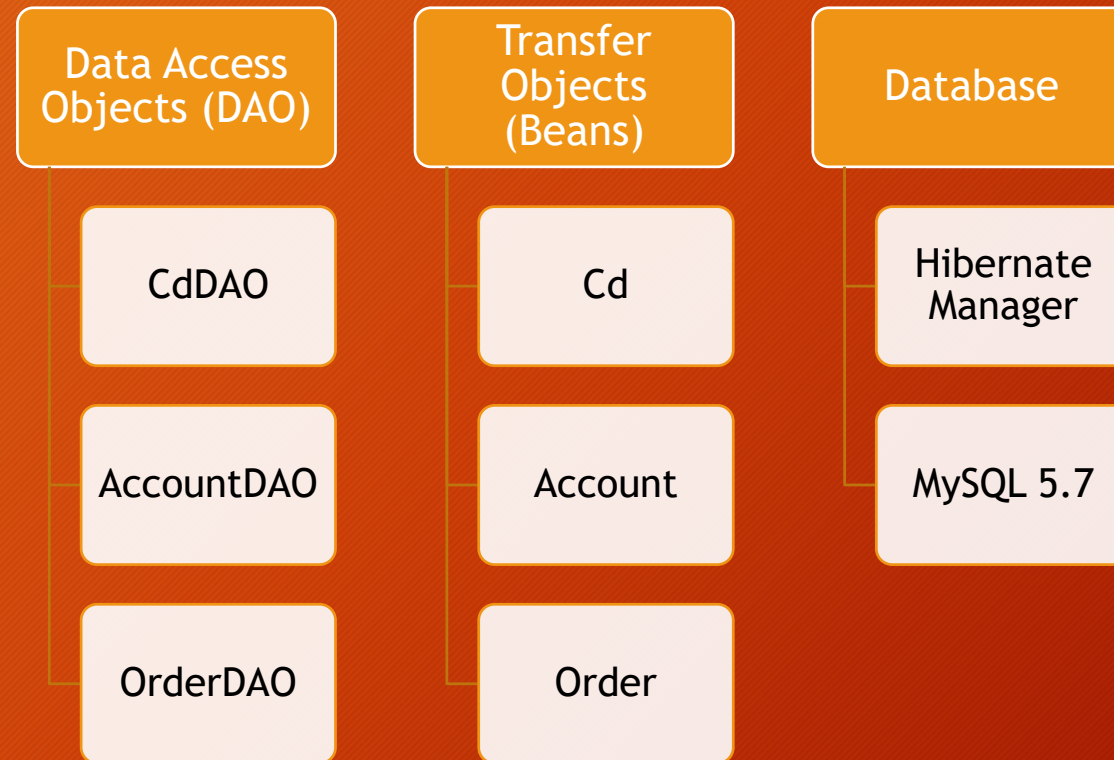 Data Access
Objects (DAO)
CdDAO
AccountDAO
OrderDAO
Transfer
Objects
(Beans)
Cd
Account
Order
Database
Hibernate
Manager
MySQL 5.7